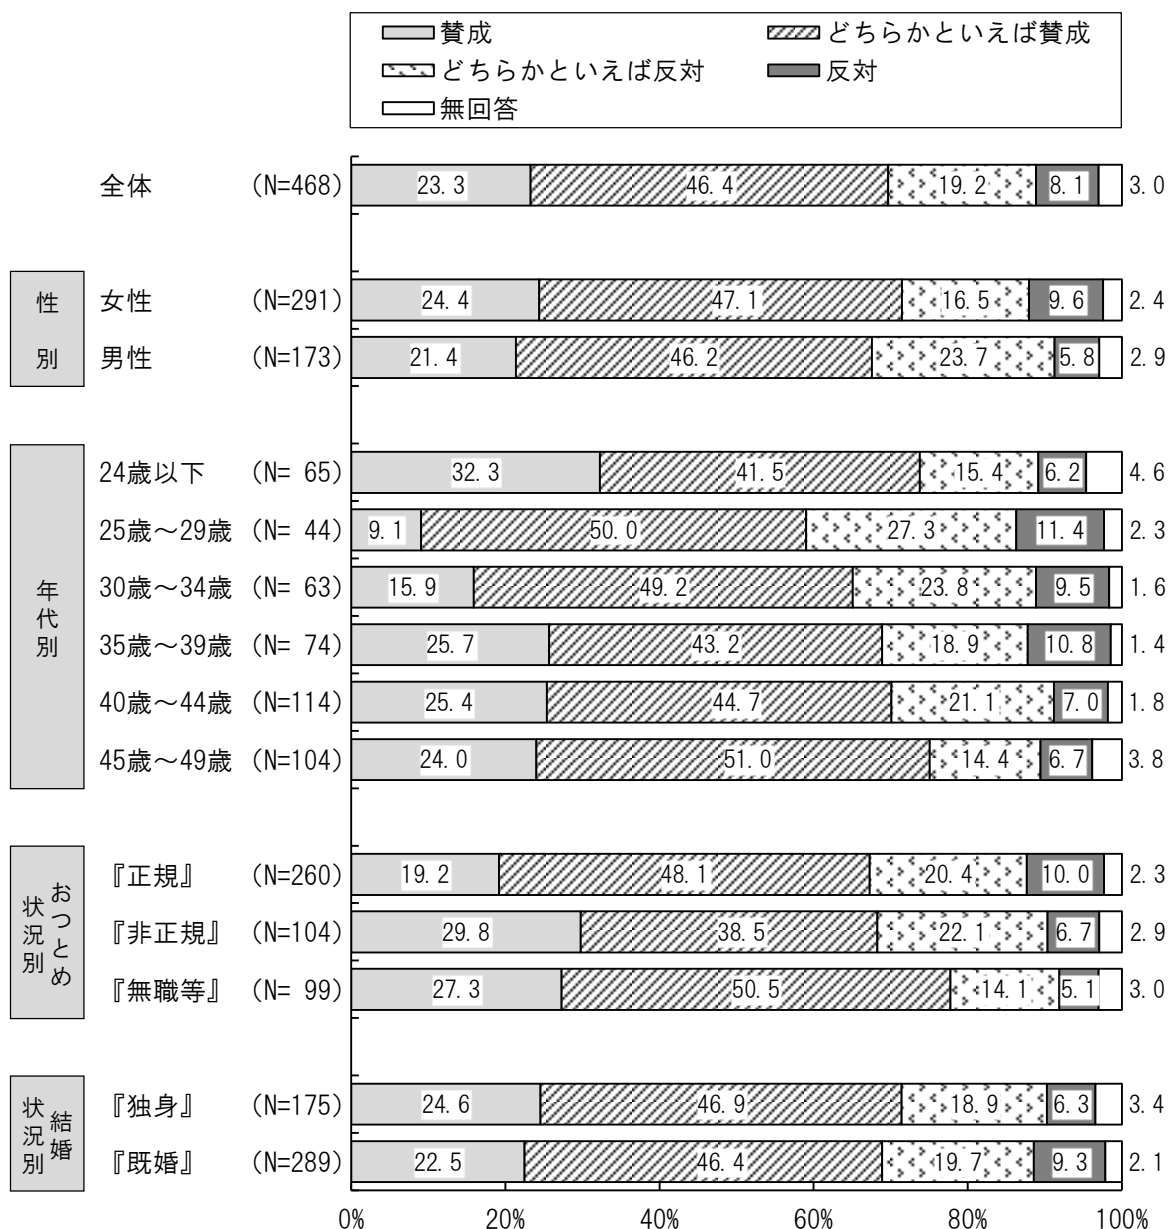 賛成 どちらかといえば賛成
どちらかといえば反対 反対
無回答
全体 (N=468) 23.3 46.4 19.2 8.1 3.0
性別
女性 (N=291) 24.4 47.1 16.5 9.6 2.4
男性 (N=173) 21.4 46.2 23.7 5.8 2.9
年代別
24歳以下 (N= 65) 32.3 41.5 15.4 6.2 4.6
25歳～29歳 (N= 44) 9.1 50.0 27.3 11.4 2.3
30歳～34歳 (N= 63) 15.9 49.2 23.8 9.5 1.6
35歳～39歳 (N= 74) 25.7 43.2 18.9 10.8 1.4
40歳～44歳 (N=114) 25.4 44.7 21.1 7.0 1.8
45歳～49歳 (N=104) 24.0 51.0 14.4 6.7 3.8
おつとめ
状況別
『正規』 (N=260) 19.2 48.1 20.4 10.0 2.3
『非正規』 (N=104) 29.8 38.5 22.1 6.7 2.9
『無職等』 (N= 99) 27.3 50.5 14.1 5.1 3.0
結婚
状況別
『独身』 (N=175) 24.6 46.9 18.9 6.3 3.4
『既婚』 (N=289) 22.5 46.4 19.7 9.3 2.1
0% 20% 40% 60% 80% 100%